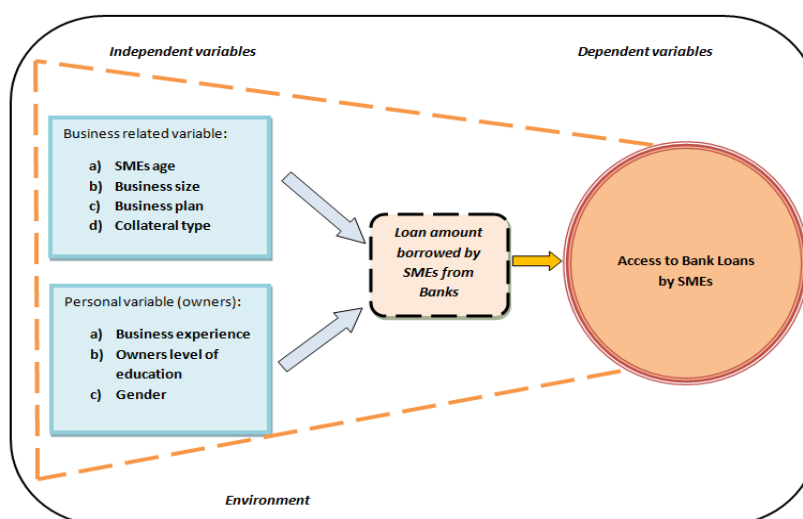 Independent variables
Dependent variables
Business related variable:
a) SMEs age
b) Business size
c) Business plan
d) Collateral type
Loan amount
borrowed by
SMEs from
Banks
Access to Bank Loans
by SMEs
Personal variable (owners):
a) Business experience
b) Owners level of
education
c) Gender
Environment